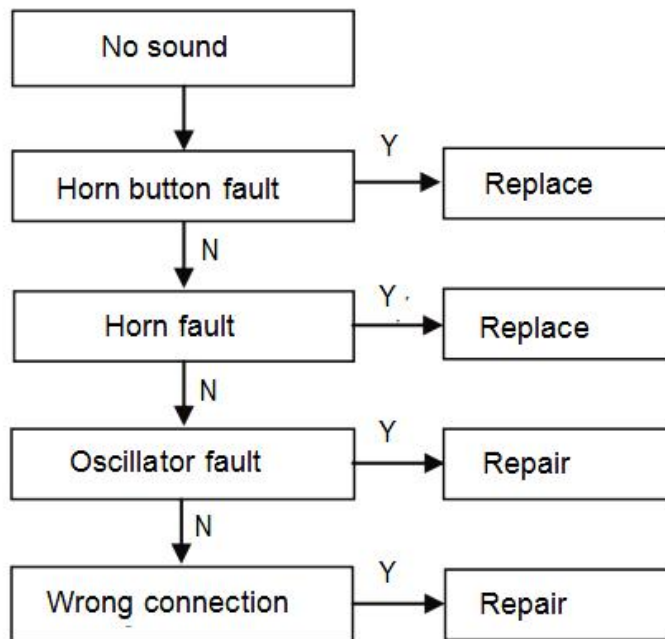 No sound
Y
Horn button fault
Replace
N
Y
Horn fault
Replace
N
Y
Oscillator fault
Repair
N
Y
Wrong connection
Repair